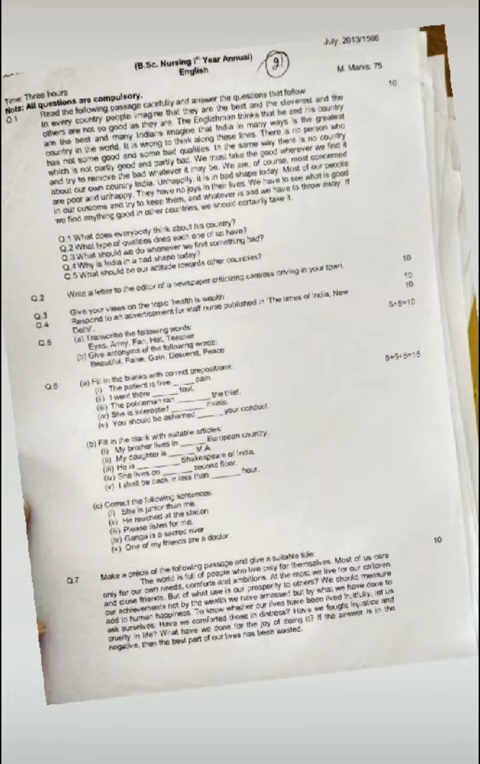 July, 2013/1506
(B.Sc. Nursing Ist Year Annual)
English
Time: Three hours
M. Marks: 75
Note: All questions are compulsory.
Q.1 Read the following passage carefully and answer the questions that follow: 10
In every country people imagine that they are the best and the cleverest and the
others are not so good as they are. The Englishman thinks that he and his country
are the best and many Indians imagine that India in many ways is the greatest
country in the world. It is wrong to think along these lines. There is no person who
has not some good and some bad qualities. In the same way there is no country
which is not partly good and partly bad. We must take the good wherever we find it
and try to remove the bad whatever it may be. We are, of course, most concerned
about our own country India. Unhappily, it is in bad shape today. Most of our people
are poor and unhappy. They have no joys in their lives. We have to see what is good
in our customs and try to keep them, and whatever is bad we have to throw away. If
we find anything good in other countries, we should certainly take it.
Q.1 What does everybody think about his country?
Q.2 What type of qualities does each one of us have?
Q.3 What should we do whenever we find something bad?
Q.4 Why is India in a bad shape today?
Q.5 What should be our attitude towards other countries?
Q.2 Write a letter to the editor of a newspaper criticizing careless driving in your town. 10
Q.3 Give your views on the topic 'health is wealth'. 10
Q.4 Respond to an advertisement for staff nurse published in 'The times of India, New 10
Delhi'.
Q.5 (a) Transcribe the following words: 5+5=10
Eyes, Army, Fan, Hot, Teacher
(b) Give antonyms of the following words:
Beautiful, False, Gain, Descend, Peace
Q.6 (a) Fill in the blanks with correct prepositions: 5+5+5=15
(i) The patient is free _____ pain.
(ii) I went there _____ foot.
(iii) The policeman ran _____ the thief.
(iv) She is interested _____ music.
(v) You should be ashamed _____ your conduct.
(b) Fill in the blank with suitable articles:
(i) My brother lives in _____ European country.
(ii) My daughter is _____ M.A.
(iii) He is _____ Shakespeare of India.
(iv) She lives on _____ second floor.
(v) I shall be back in less than _____ hour.
(c) Correct the following sentences:
(i) She is junior than me.
(ii) He reached at the station
(iii) Please listen for me.
(iv) Ganga is a sacred river
(v) One of my friends are a doctor.
Q.7 Make a précis of the following passage and give a suitable title: 10
The world is full of people who live only for themselves. Most of us care
only for our own needs, comforts and ambitions. At the most we live for our children
and close friends. But of what use is our prosperity to others? We should measure
our achievements not by the wealth we have amassed but by what we have done to
add to human happiness. To know whether our lives have been lived fruitfully, let us
ask ourselves: Have we comforted those in distress? Have we fought injustice and
cruelty in life? What have we done for the joy of doing it? If the answer is in the
negative, then the best part of our lives has been wasted.